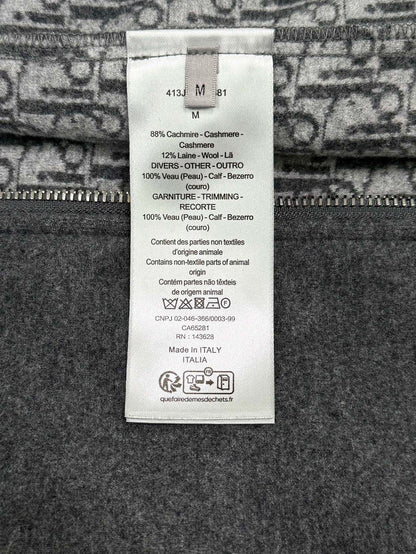 M
413J
81
M
88% Cachmire - Cashmere -
Cashmere
12% Laine - Wool - Lã
DIVERS - OTHER - OUTRO
100% Veau (Peau) - Calf - Bezerro
(couro)
GARNITURE - TRIMMING -
RECORTE
100% Veau (Peau) - Calf - Bezerro
(couro)
Contient des parties non textiles
d'origine animale
Contains non-textile parts of animal
origin
Contém partes não têxteis
de origem animal
CNPJ 02-046-366/0003-99
CA65281
RN : 143628
Made in ITALY
ITALIA
FR
quefairedemesdechets.fr